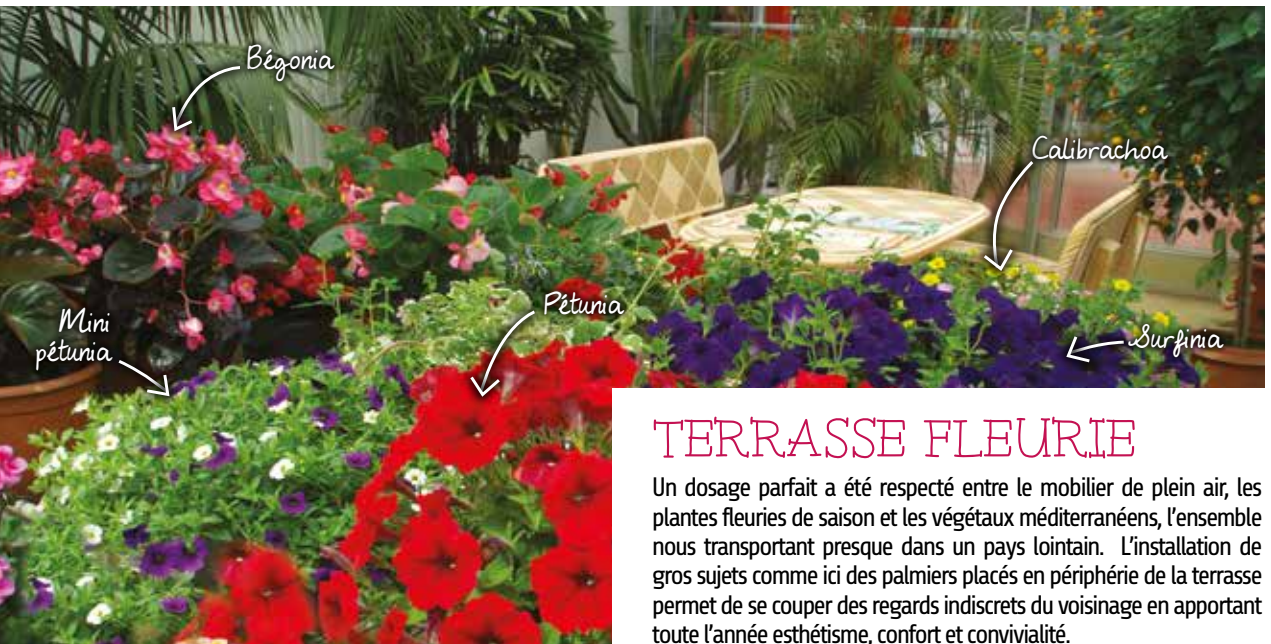 Bégonia
Calibrachoa
Mini
pétunia
Pétunia
Surfinia
TERRASSE FLEURIE
Un dosage parfait a été respecté entre le mobilier de plein air, les
plantes fleuries de saison et les végétaux méditerranéens, l'ensemble
nous transportant presque dans un pays lointain. L'installation de
gros sujets comme ici des palmiers placés en périphérie de la terrasse
permet de se couper des regards indiscrets du voisinage en apportant
toute l'année esthétisme, confort et convivialité.